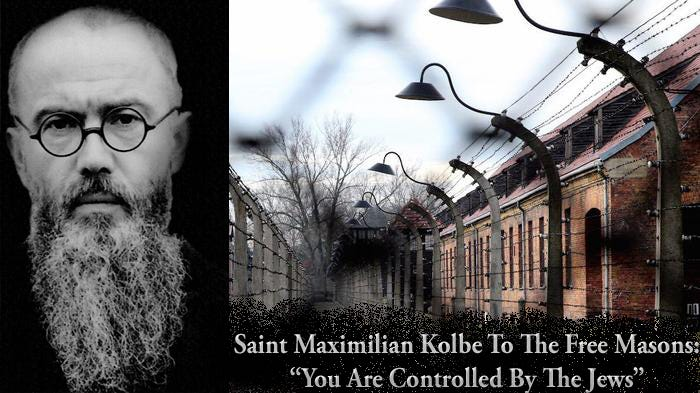 Saint Maximilian Kolbe To The Free Masons:
“You Are Controlled By The Jews”